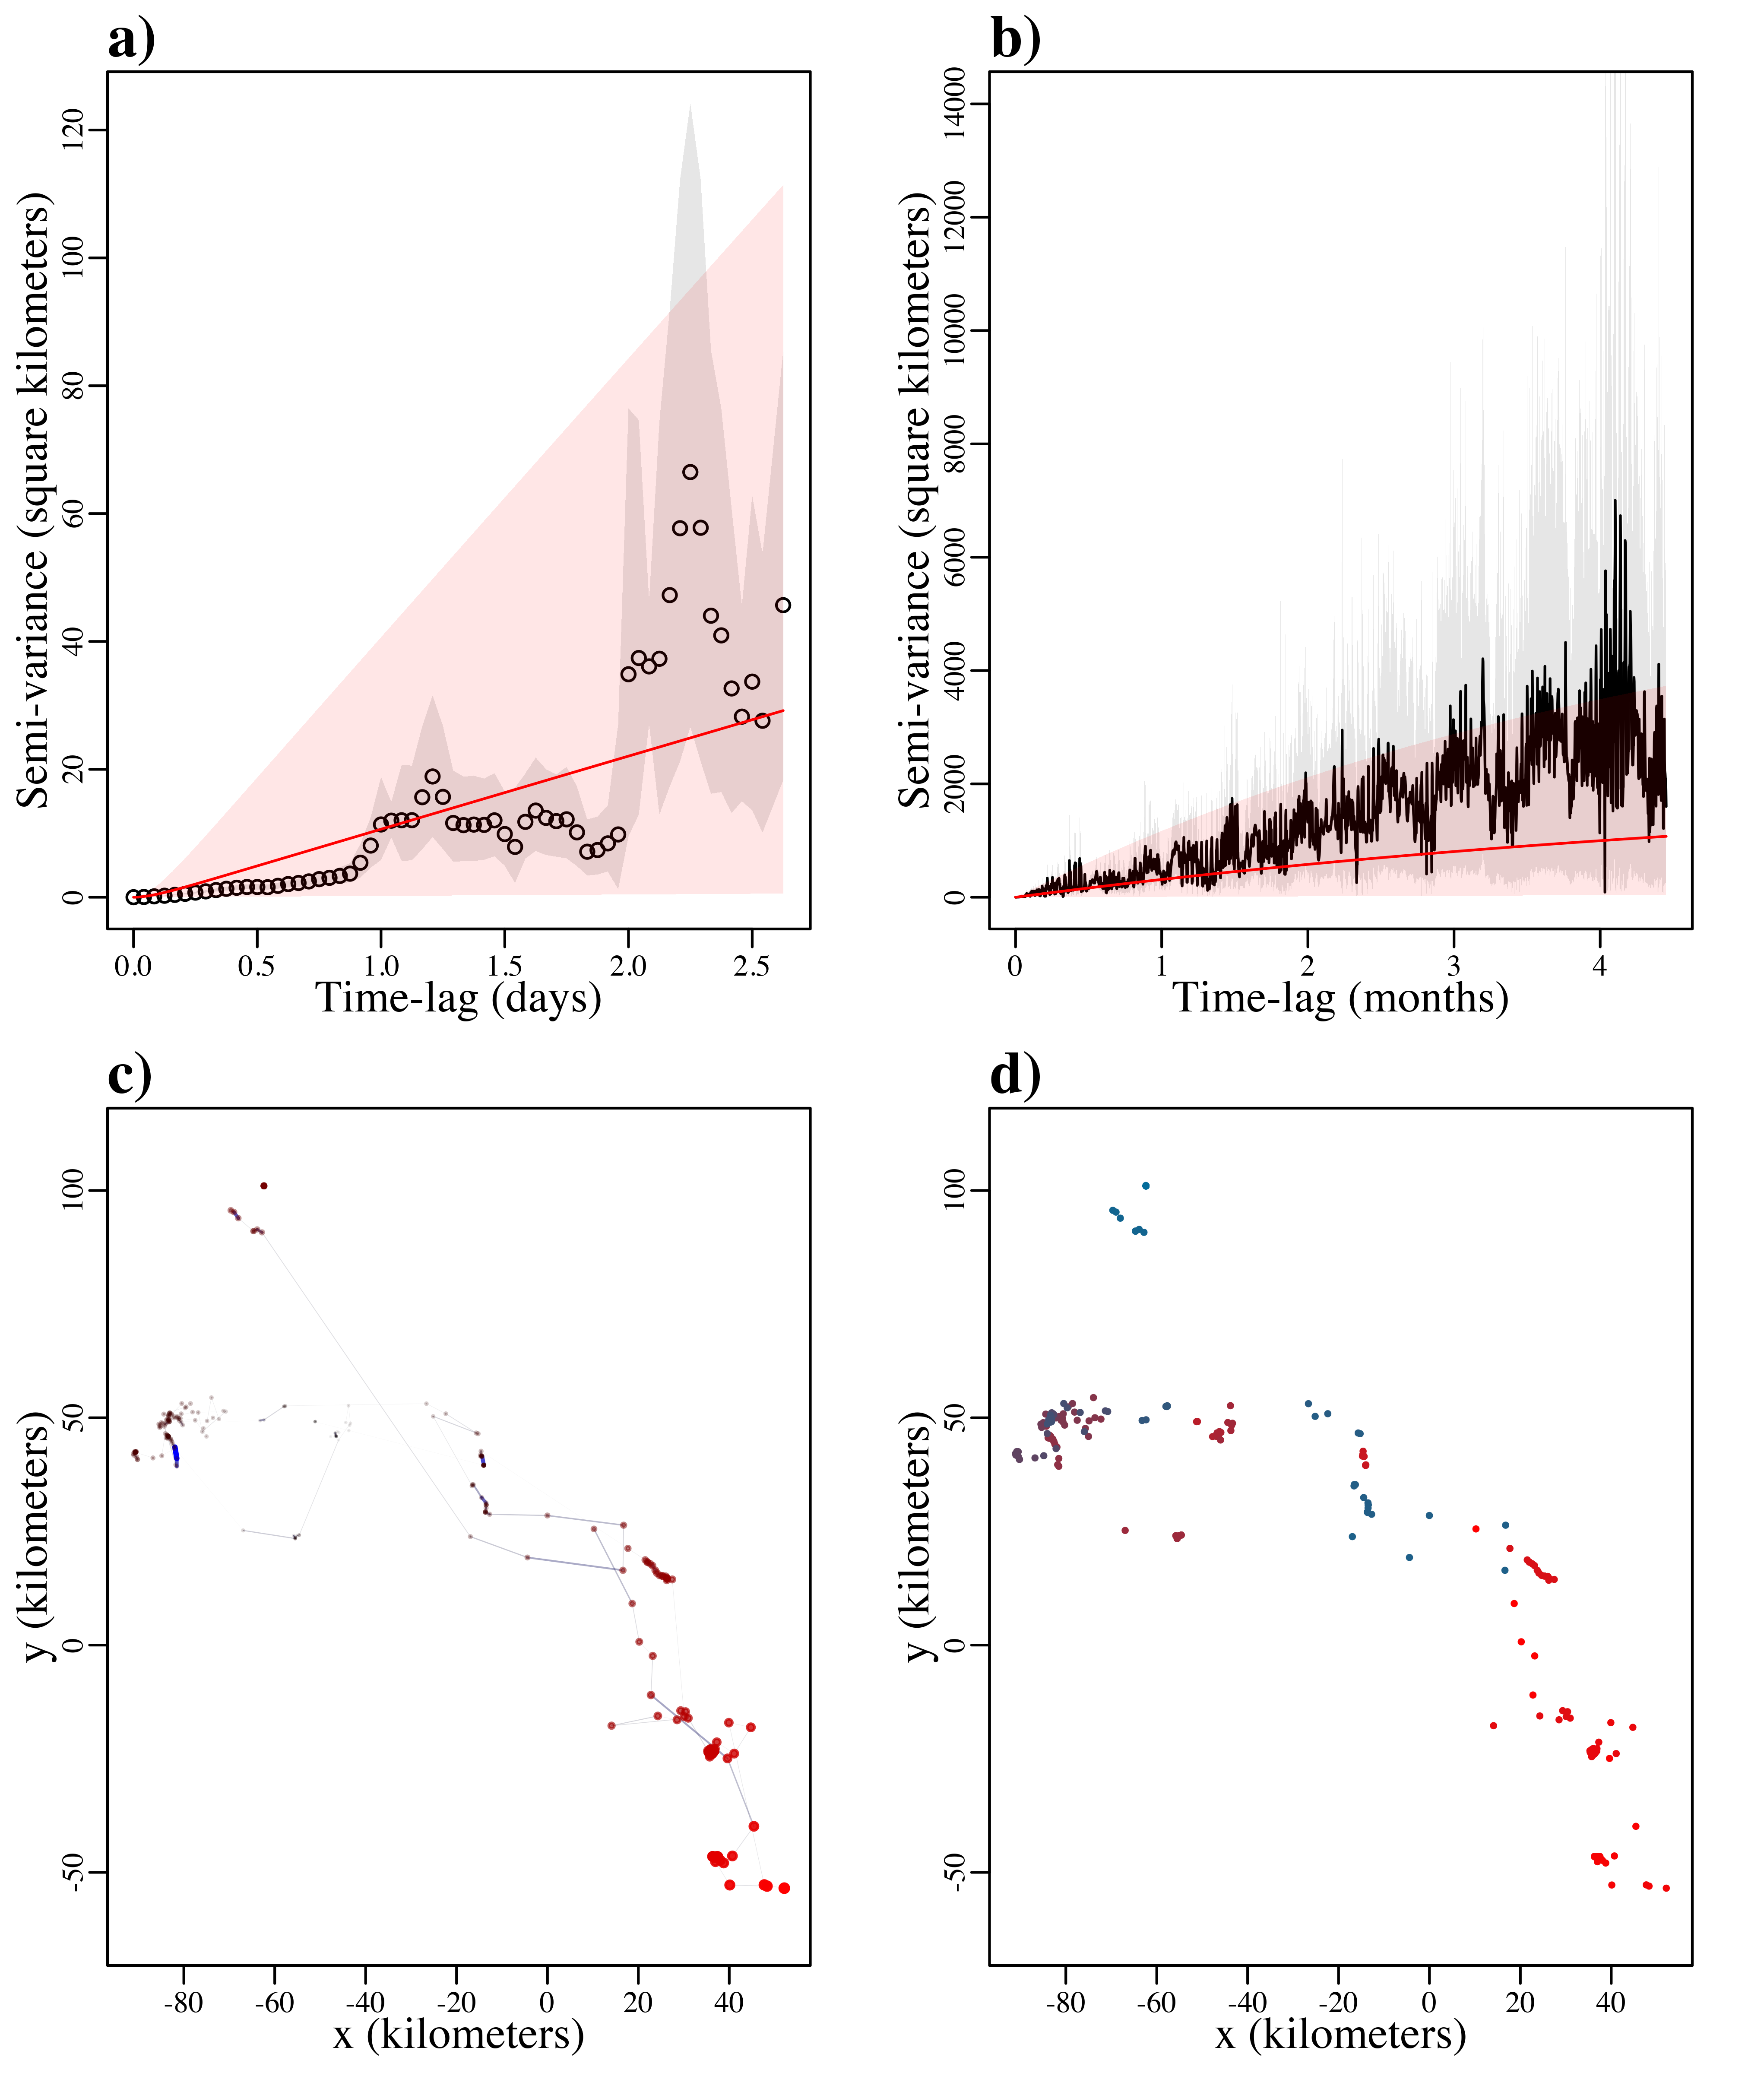 a)
Semi-variance (square kilometers)
0 20 40 60 80 100 120
0.0 0.5 1.0 1.5 2.0 2.5
Time-lag (days)
b)
Semi-variance (square kilometers)
0 2000 4000 6000 8000 10000 12000 14000
0 1 2 3 4
Time-lag (months)
c)
y (kilometers)
-50 0 50 100
-80 -60 -40 -20 0 20 40
x (kilometers)
d)
y (kilometers)
-50 0 50 100
-80 -60 -40 -20 0 20 40
x (kilometers)